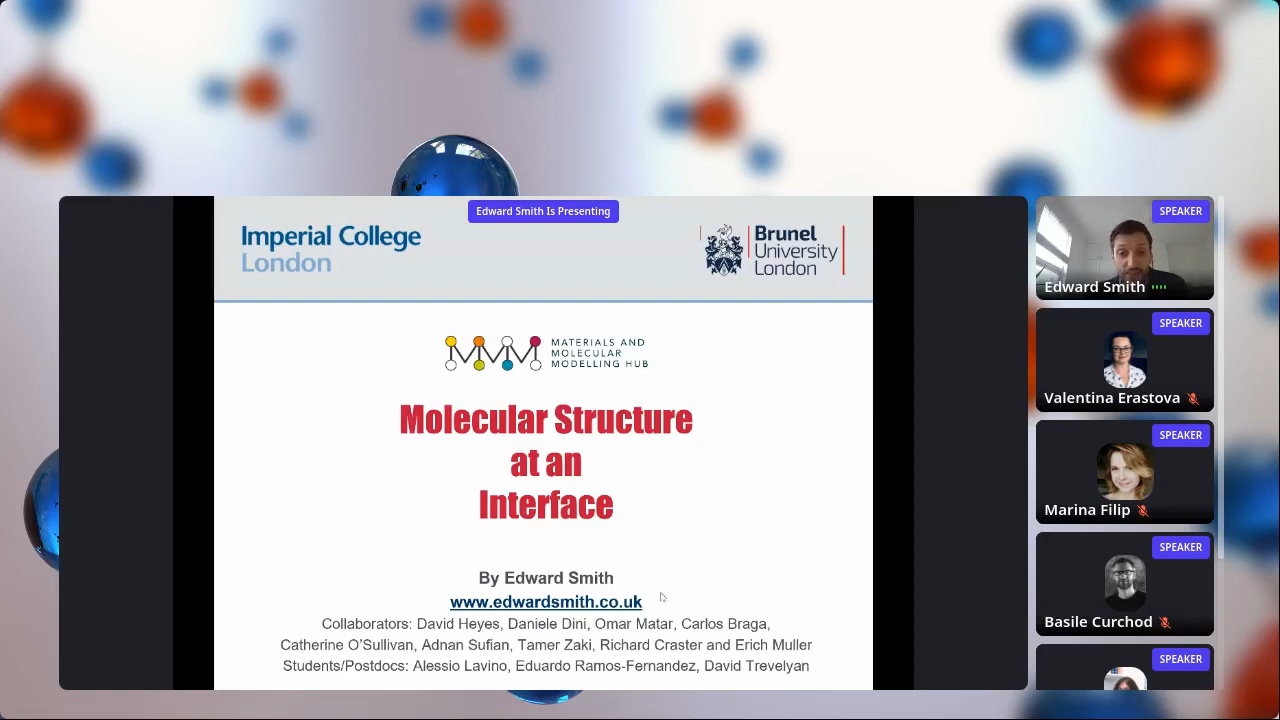 Edward Smith Is Presenting
Imperial College
London
Brunel
University
London
MATERIALS AND
MOLECULAR
MODELLING HUB
Molecular Structure
at an
Interface
By Edward Smith
www.edwardsmith.co.uk
Collaborators: David Heyes, Daniele Dini, Omar Matar, Carlos Braga,
Catherine O'Sullivan, Adnan Sufian, Tamer Zaki, Richard Craster and Erich Muller
Students/Postdocs: Alessio Lavino, Eduardo Ramos-Fernandez, David Trevelyan
SPEAKER
Edward Smith
SPEAKER
Valentina Erastova
SPEAKER
Marina Filip
SPEAKER
Basile Curchod
SPEAKER